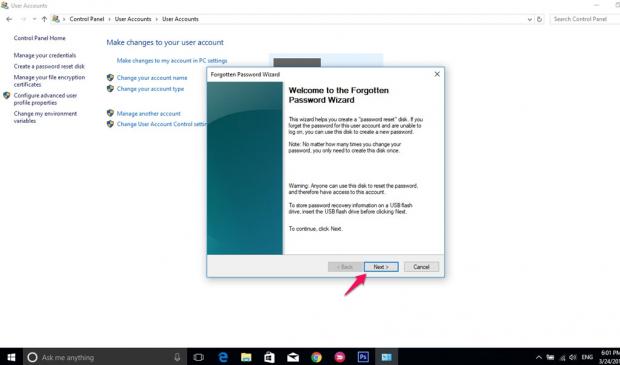 User Accounts
Control Panel > User Accounts > User Accounts
Search Control Panel
Control Panel Home
Manage your credentials
Create a password reset disk
Manage your file encryption
certificates
Configure advanced user
profile properties
Change my environment
variables
Make changes to your user account
Make changes to my account in PC settings
Change your account name
Change your account type
Manage another account
Change User Account Control settin
Forgotten Password Wizard
Welcome to the Forgotten
Password Wizard
This wizard helps you create a "password reset" disk. If you
forget the password for this user account and are unable to
log on, you can use this disk to create a new password.
Note: No matter how many times you change your
password, you only need to create this disk once.
Warning: Anyone can use this disk to reset the password,
and therefore have access to this account.
To store password recovery information on a USB flash
drive, insert the USB flash drive before clicking Next.
To continue, click Next.
< Back Next > Cancel
Ask me anything
Ps
ENG
6:01 PM
3/24/201